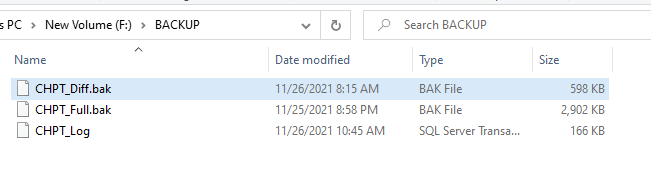 s PC > New Volume (F:) > BACKUP Search BACKUP
Name Date modified Type Size
CHPT_Diff.bak 11/26/2021 8:15 AM BAK File 598 KB
CHPT_Full.bak 11/25/2021 8:58 PM BAK File 2,902 KB
CHPT_Log 11/26/2021 10:45 AM SQL Server Transa... 166 KB